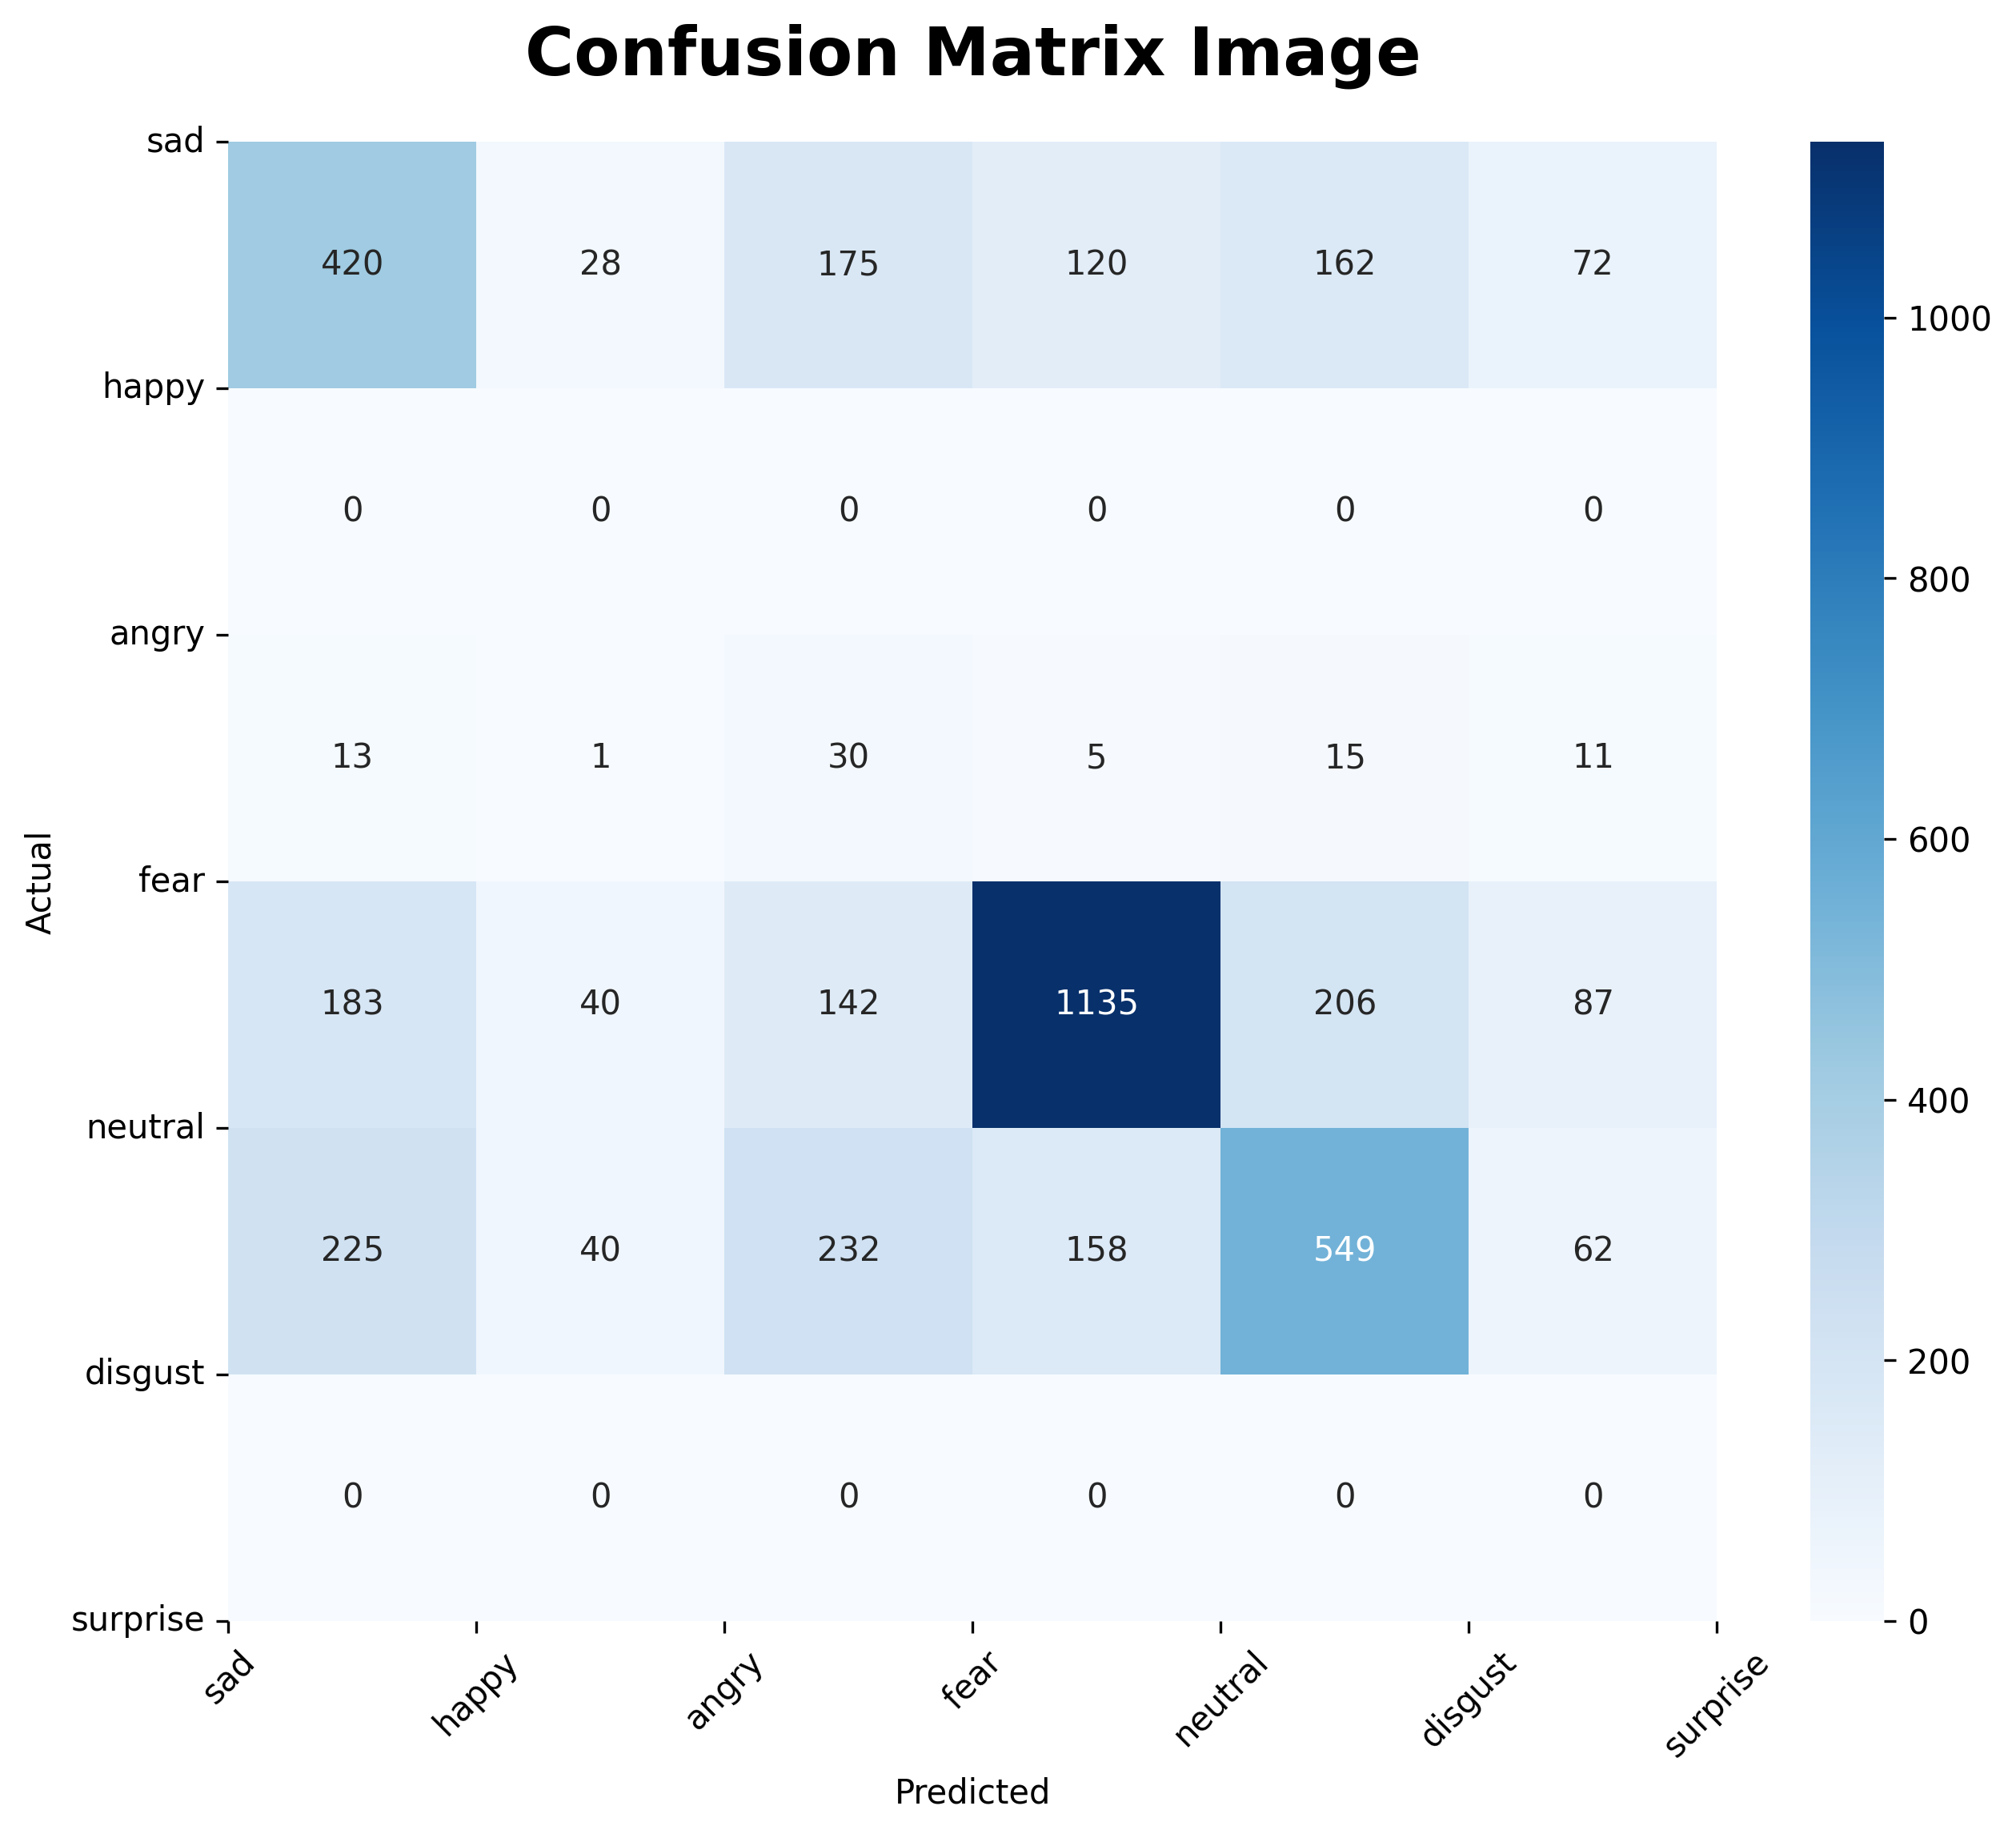 Confusion Matrix Image
sad
420 28 175 120 162 72
1000
happy
0 0 0 0 0 0
800
angry
13 1 30 5 15 11
600
Actual
fear
183 40 142 1135 206 87
400
neutral
225 40 232 158 549 62
200
disgust
0 0 0 0 0 0
surprise
0
sad happy angry fear neutral disgust surprise
Predicted